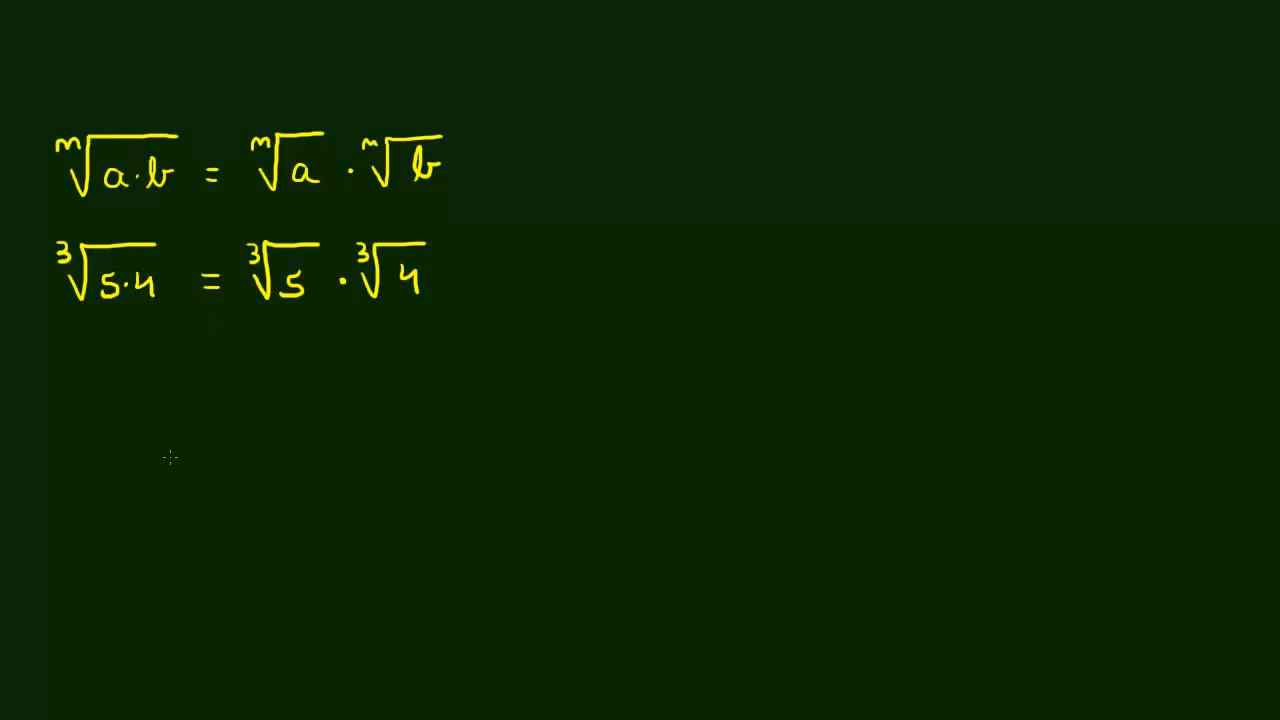 ⁿ√(a·b) = ⁿ√a · ⁿ√b
³√(5·4) = ³√5 · ³√4